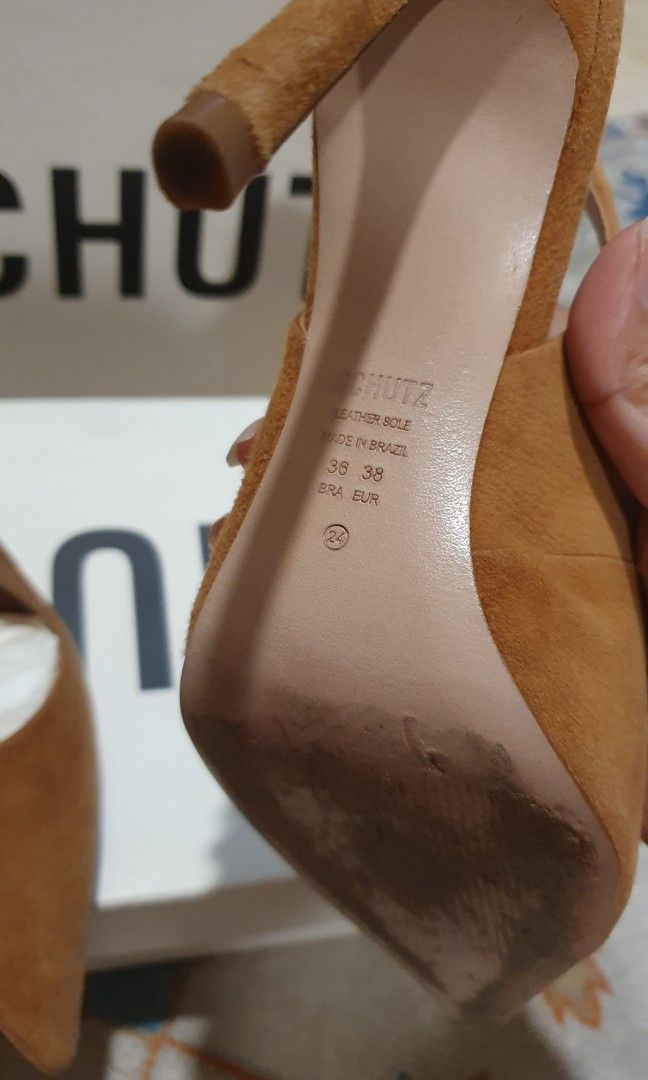 CHUT
SCHUTZ
LEATHER SOLE
MADE IN BRAZIL
36 38
BRA EUR
24